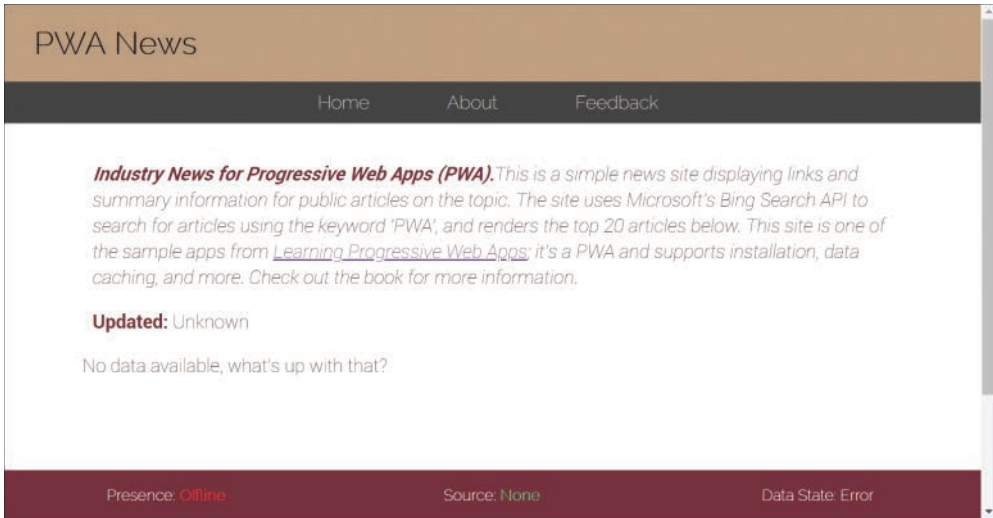 PWA News
Home About Feedback
Industry News for Progressive Web Apps (PWA).This is a simple news site displaying links and
summary information for public articles on the topic. The site uses Microsoft's Bing Search API to
search for articles using the keyword 'PWA', and renders the top 20 articles below. This site is one of
the sample apps from Learning Progressive Web Apps; it's a PWA and supports installation, data
caching, and more. Check out the book for more information.
Updated: Unknown
No data available, what's up with that?
Presence: Offline Source: None Data State: Error